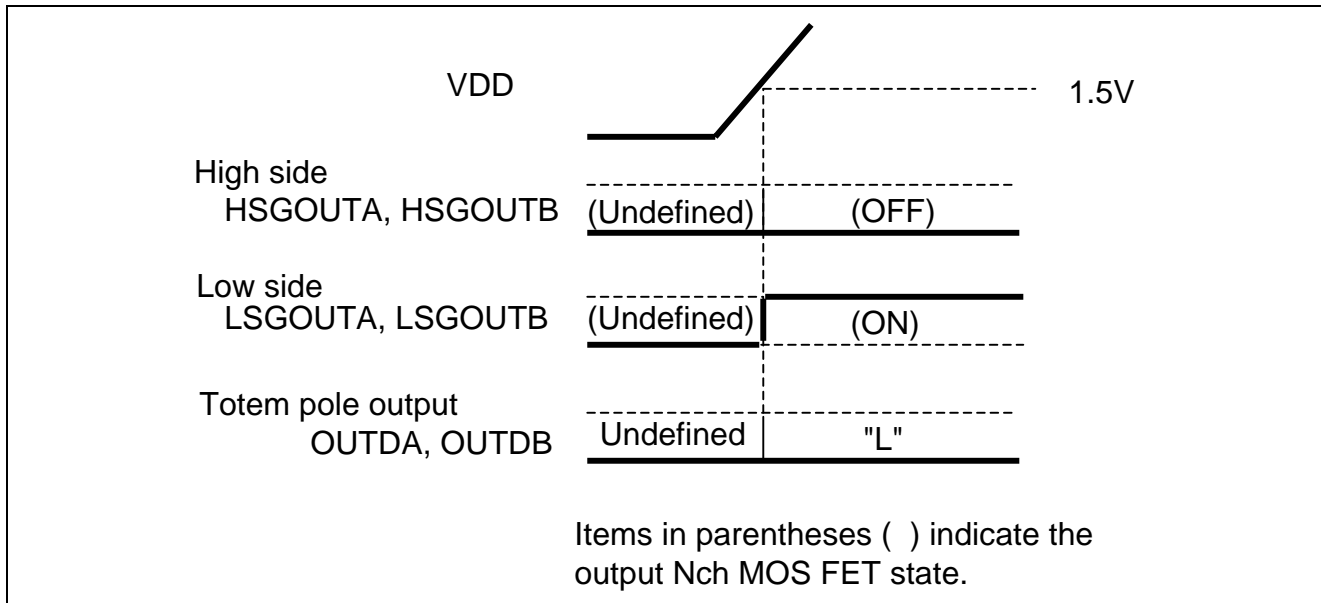 VDD
1.5V
High side
HSGOUTA, HSGOUTB
(Undefined)
(OFF)
Low side
LSGOUTA, LSGOUTB
(Undefined)
(ON)
Totem pole output
OUTDA, OUTDB
Undefined
"L"
Items in parentheses ( ) indicate the
output Nch MOS FET state.